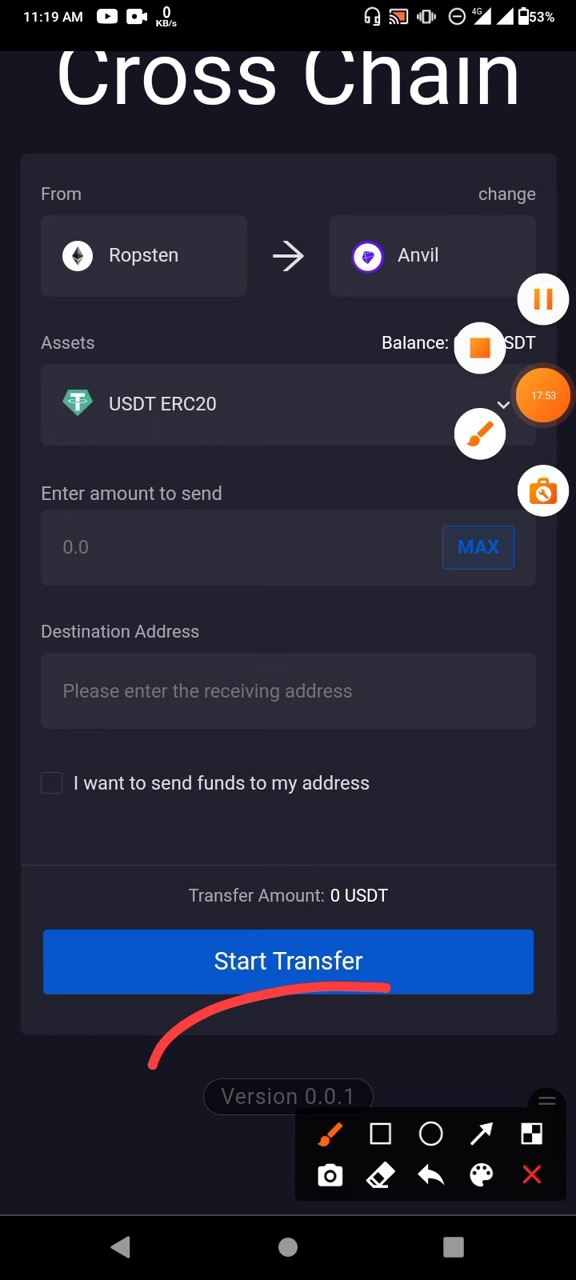 11:19 AM 0 KB/s 4G 53%
Cross Chain
From change
Ropsten Anvil
Assets Balance: SDT
17:53
USDT ERC20
Enter amount to send
0.0 MAX
Destination Address
Please enter the receiving address
I want to send funds to my address
Transfer Amount: 0 USDT
Start Transfer
Version 0.0.1